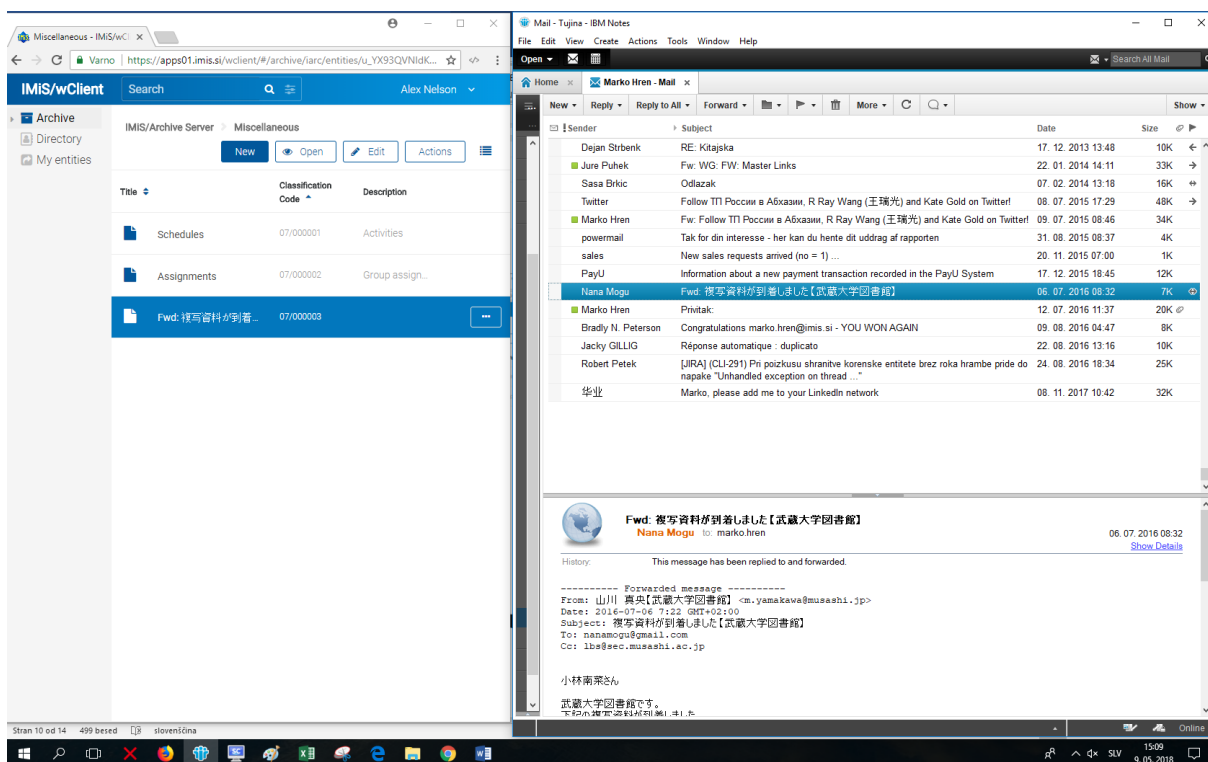 Miscellaneous - IMiS/wCl
Varno | https://apps01.imis.si/wclient/#/archive/iarc/entities/u_YX93QVNIdK...
IMiS/wClient Search Alex Nelson
Archive
Directory
My entities
IMiS/Archive Server > Miscellaneous
New Open Edit Actions
Title Classification Code Description
Schedules 07/000001 Activities
Assignments 07/000002 Group assign...
Fwd: 複写資料が到着... 07/000003
Stran 10 od 14 499 besed slovenščina
Mail - Tujina - IBM Notes
File Edit View Create Actions Tools Window Help
Open Search All Mail
Home Marko Hren - Mail
New Reply Reply to All Forward More Show
! Sender Subject Date Size
Dejan Strbenk RE: Kitajska 17. 12. 2013 13:48 10K
Jure Puhek Fw: WG: FW: Master Links 22. 01. 2014 14:11 33K
Sasa Brkic Odlazak 07. 02. 2014 13:18 16K
Twitter Follow ТП России в Абхазии, R Ray Wang (王瑞光) and Kate Gold on Twitter! 08. 07. 2015 17:29 48K
Marko Hren Fw: Follow ТП России в Абхазии, R Ray Wang (王瑞光) and Kate Gold on Twitter! 09. 07. 2015 08:46 34K
powermail Tak for din interesse - her kan du hente dit uddrag af rapporten 31. 08. 2015 08:37 4K
sales New sales requests arrived (no = 1) ... 20. 11. 2015 07:00 1K
PayU Information about a new payment transaction recorded in the PayU System 17. 12. 2015 18:45 12K
Nana Mogu Fwd: 複写資料が到着しました【武蔵大学図書館】 06. 07. 2016 08:32 7K
Marko Hren Privitak: 12. 07. 2016 11:37 20K
Bradly N. Peterson Congratulations marko.hren@imis.si - YOU WON AGAIN 09. 08. 2016 04:47 8K
Jacky GILLIG Réponse automatique : duplicato 22. 08. 2016 13:16 10K
Robert Petek [JIRA] (CLI-291) Pri poizkusu shranitve korenske entitete brez roka hrambe pride do 24. 08. 2016 18:34 25K
napake "Unhandled exception on thread ..."
华业 Marko, please add me to your LinkedIn network 08. 11. 2017 10:42 32K
Fwd: 複写資料が到着しました【武蔵大学図書館】
Nana Mogu to: marko.hren 06. 07. 2016 08:32
Show Details
History: This message has been replied to and forwarded.
---------- Forwarded message ----------
From: 山川 真央【武蔵大学図書館】 <m.yamakawa@musashi.jp>
Date: 2016-07-06 7:22 GMT+02:00
Subject: 複写資料が到着しました【武蔵大学図書館】
To: nanamogu@gmail.com
Cc: lbs@sec.musashi.ac.jp
小林南菜さん
武蔵大学図書館です。
下記の複写資料が到着しました
Online
SLV 15:09
9. 05. 2018